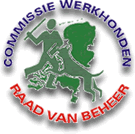 COMMISSIE WERKHONDEN
RAAD VAN BEHEER